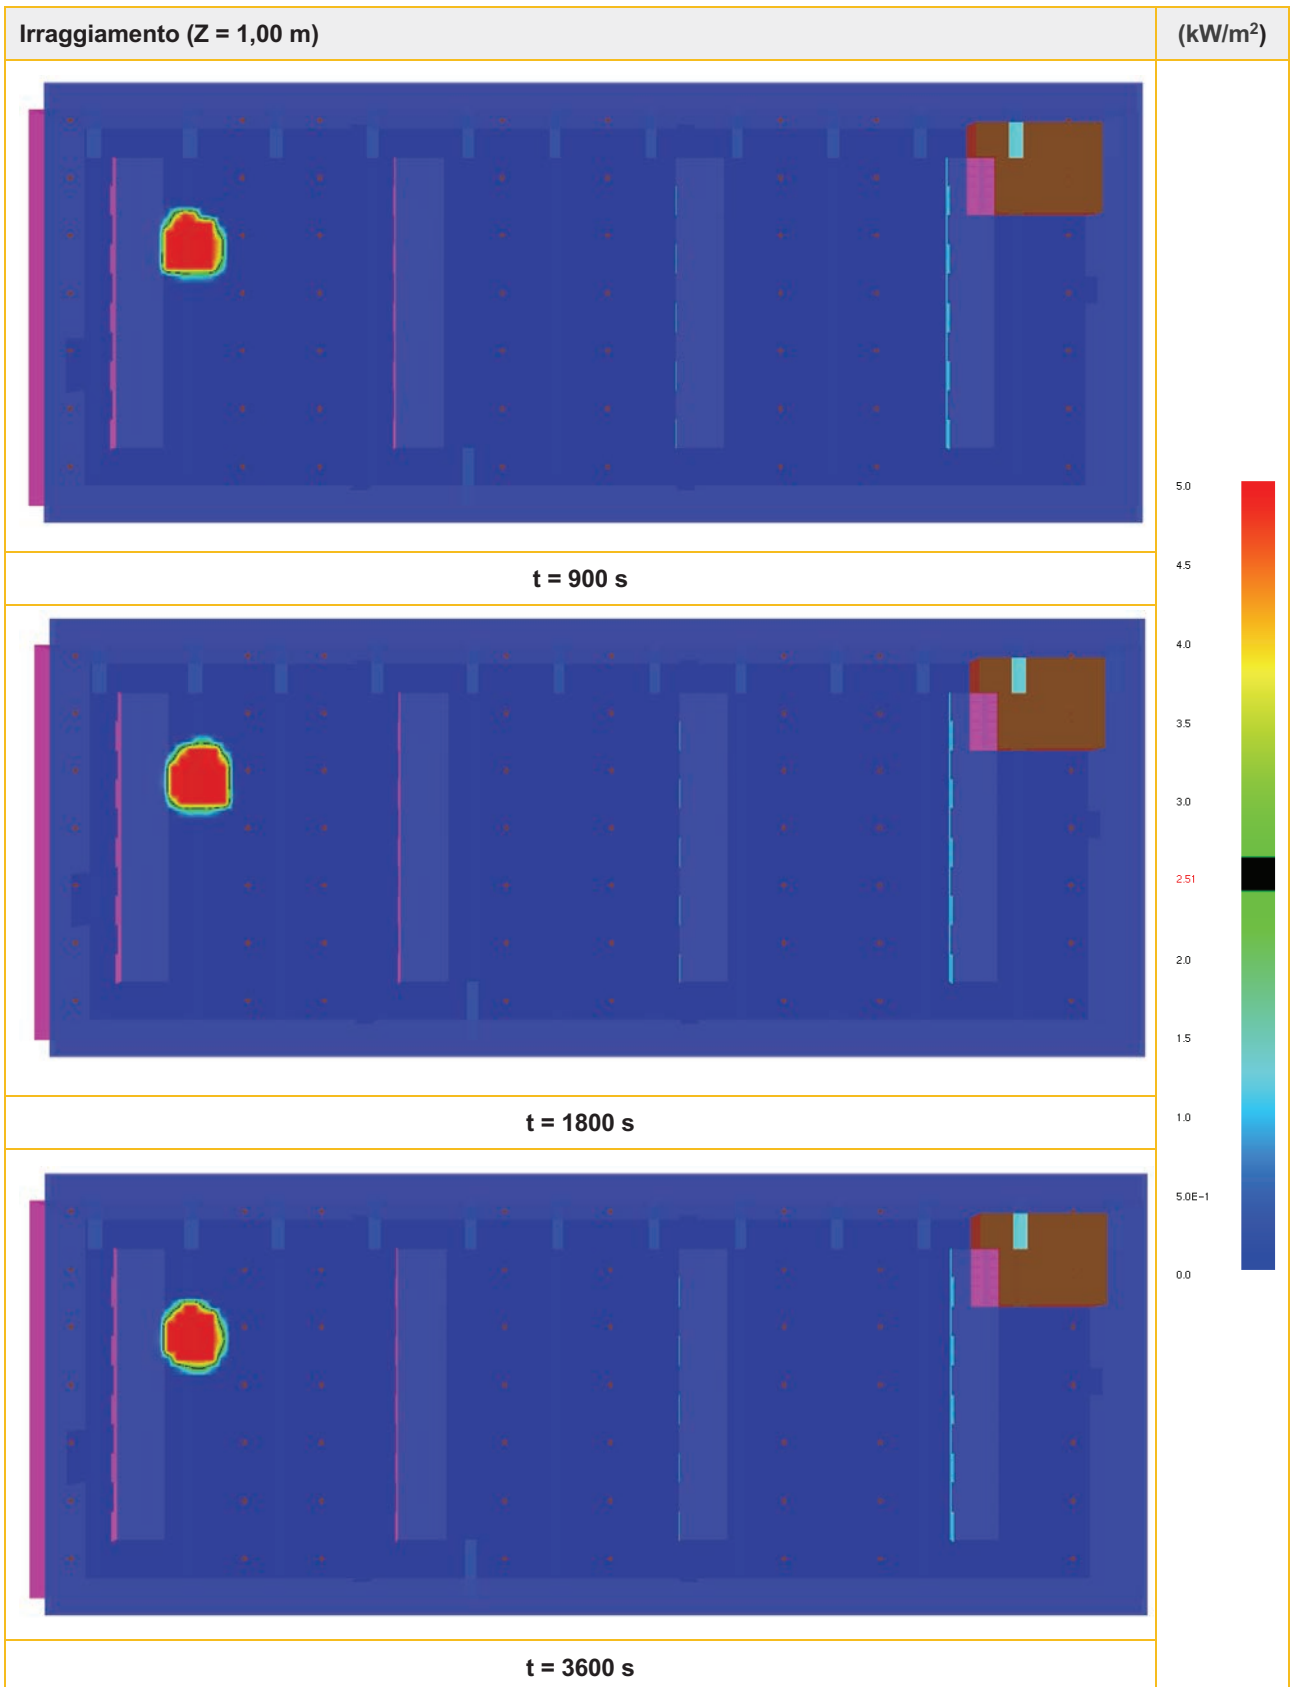 Irraggiamento (Z = 1,00 m)
(kW/m²)
t = 900 s
t = 1800 s
t = 3600 s
5.0
4.5
4.0
3.5
3.0
2.51
2.0
1.5
1.0
5.0E-1
0.0